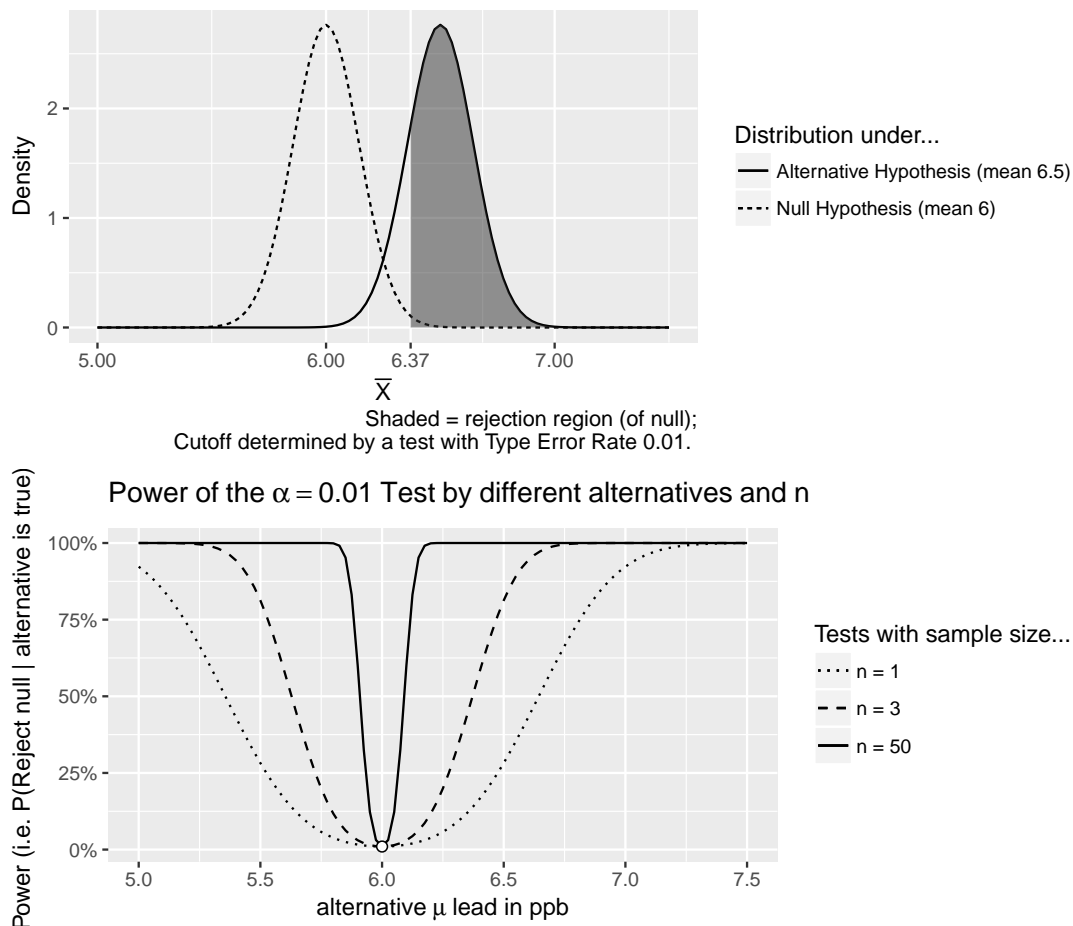 Density
2
1
0
5.00
6.00
6.37
7.00
X
Shaded = rejection region (of null);
Cutoff determined by a test with Type Error Rate 0.01.
Distribution under...
Alternative Hypothesis (mean 6.5)
Null Hypothesis (mean 6)
Power of the α = 0.01 Test by different alternatives and n
Power (i.e. P(Reject null | alternative is true)
100%
75%
50%
25%
0%
5.0
5.5
6.0
6.5
7.0
7.5
alternative μ lead in ppb
Tests with sample size...
n = 1
n = 3
n = 50